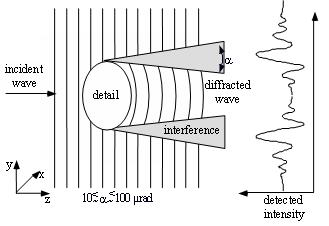 incident
wave
detail
α
diffracted
wave
interference
y
x
z
10≲α≲100 μrad
detected
intensity